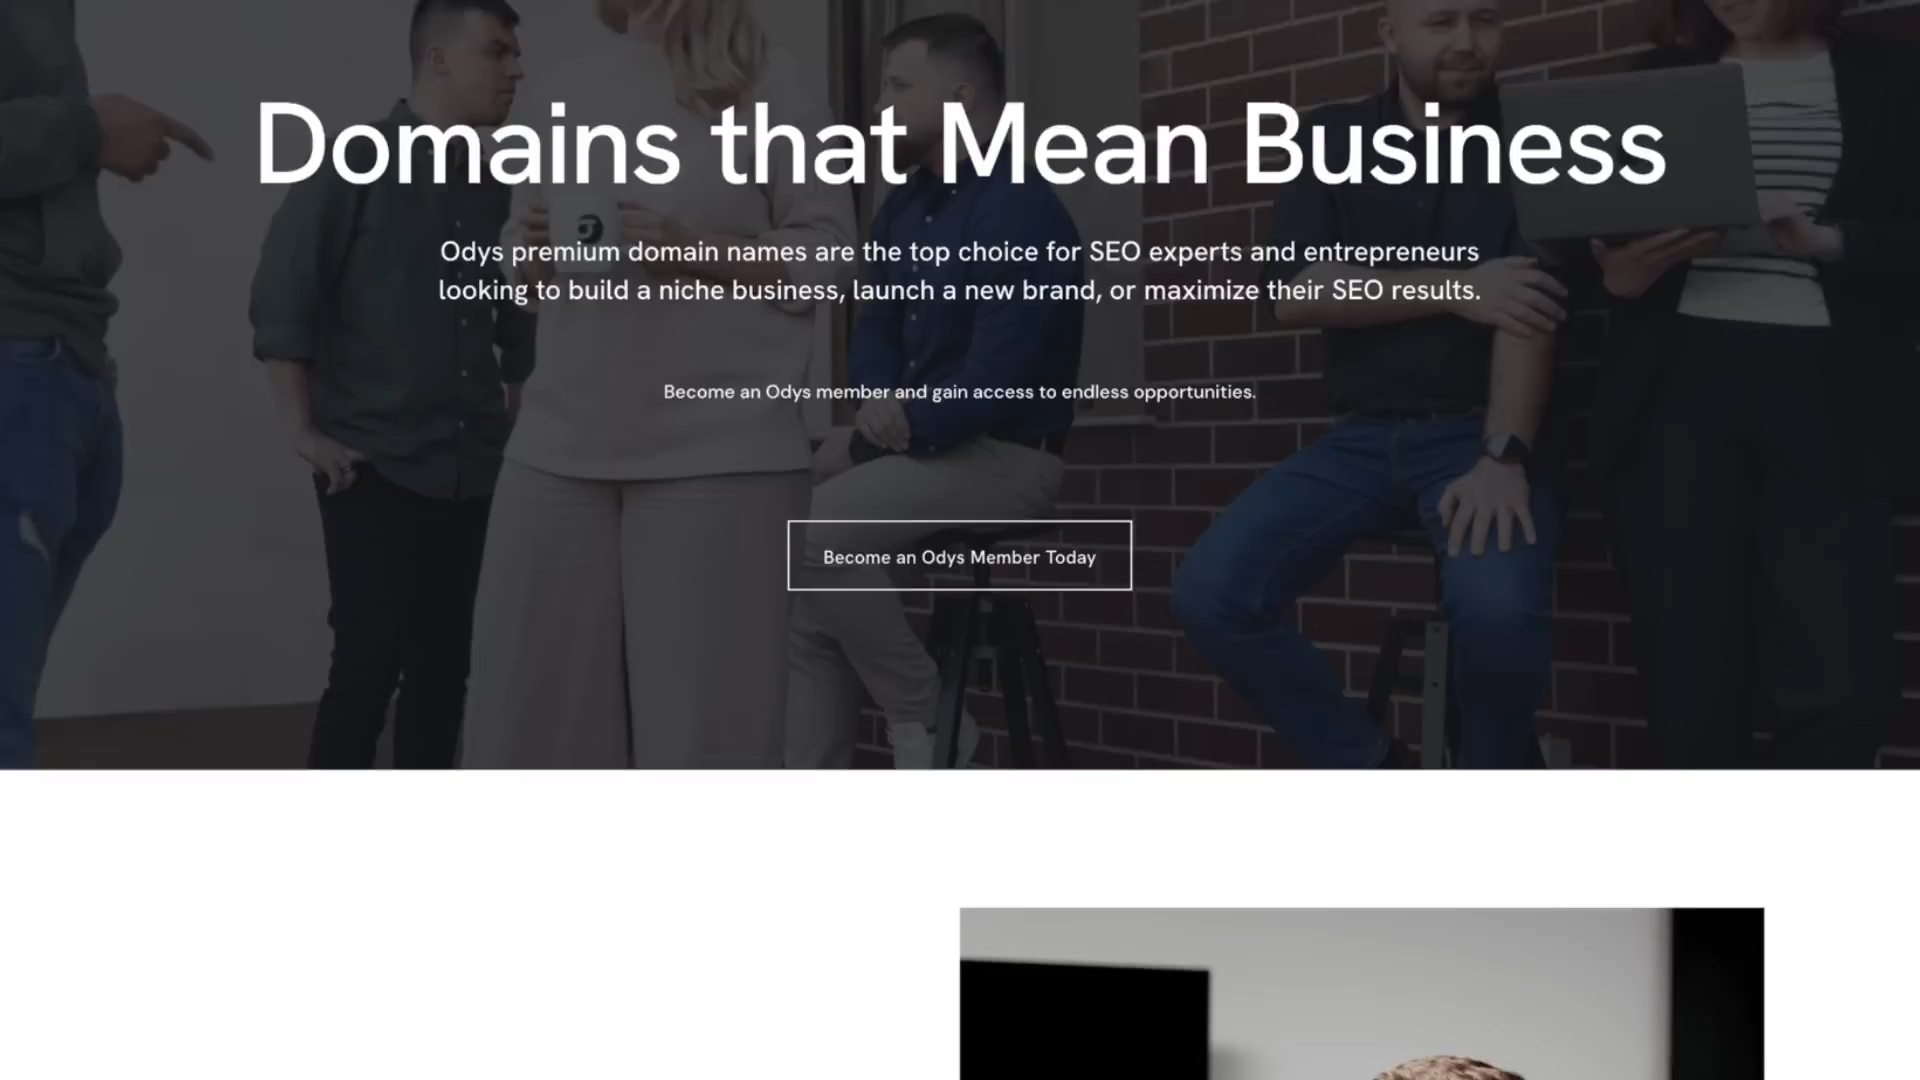 Domains that Mean Business
Odys premium domain names are the top choice for SEO experts and entrepreneurs
looking to build a niche business, launch a new brand, or maximize their SEO results.
Become an Odys member and gain access to endless opportunities.
Become an Odys Member Today